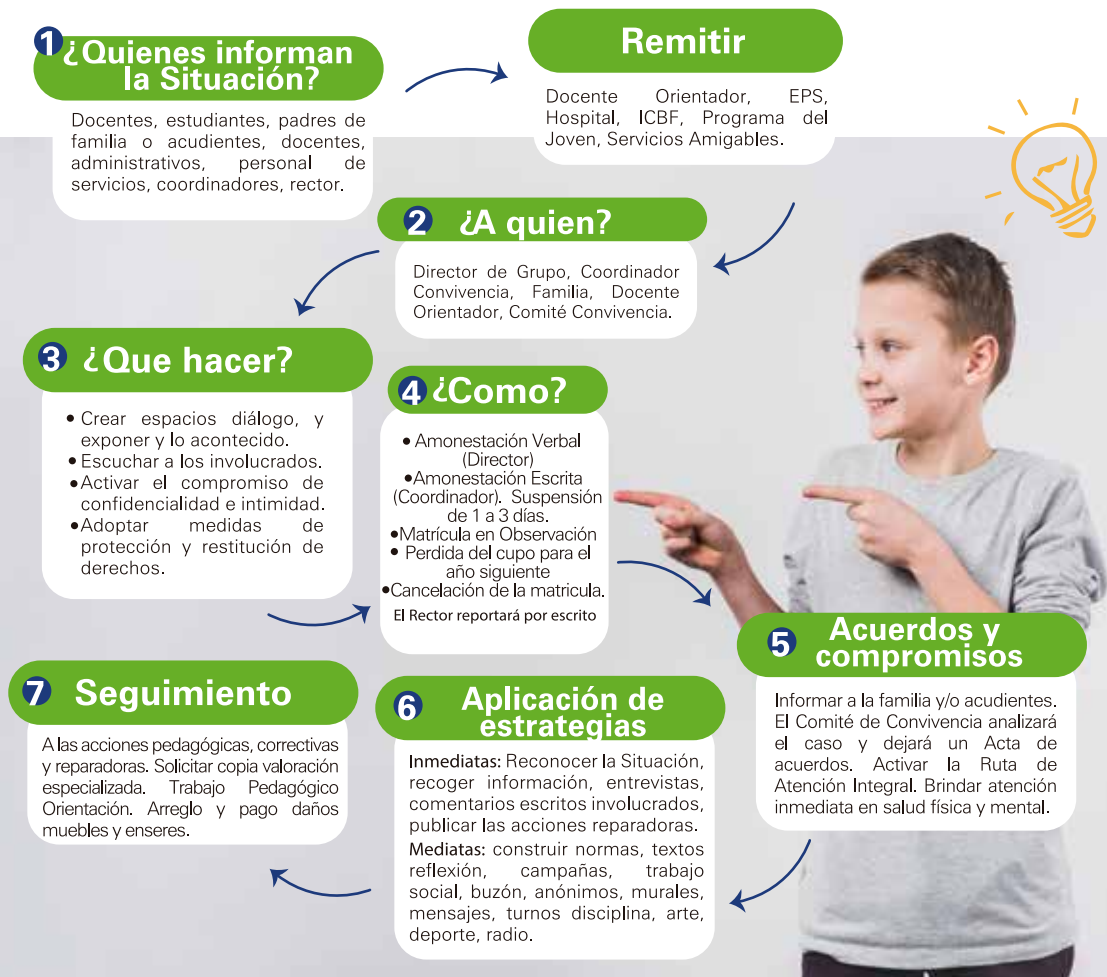 1
¿Quienes informan
la Situación?
Docentes, estudiantes, padres de
familia o acudientes, docentes,
administrativos, personal de
servicios, coordinadores, rector.
Remitir
Docente Orientador, EPS,
Hospital, ICBF, Programa del
Joven, Servicios Amigables.
2 ¿A quien?
Director de Grupo, Coordinador
Convivencia, Familia, Docente
Orientador, Comité Convivencia.
3 ¿Que hacer?
• Crear espacios diálogo, y
exponer y lo acontecido.
• Escuchar a los involucrados.
• Activar el compromiso de
confidencialidad e intimidad.
• Adoptar medidas de
protección y restitución de
derechos.
4 ¿Como?
• Amonestación Verbal
(Director)
• Amonestación Escrita
(Coordinador). Suspensión
de 1 a 3 días.
• Matrícula en Observación
• Perdida del cupo para el
año siguiente
• Cancelación de la matricula.
El Rector reportará por escrito
5 Acuerdos y
compromisos
Informar a la familia y/o acudientes.
El Comité de Convivencia analizará
el caso y dejará un Acta de
acuerdos. Activar la Ruta de
Atención Integral. Brindar atención
inmediata en salud física y mental.
6 Aplicación de
estrategias
Inmediatas: Reconocer la Situación,
recoger información, entrevistas,
comentarios escritos involucrados,
publicar las acciones reparadoras.
Mediatas: construir normas, textos
reflexión, campañas, trabajo
social, buzón, anónimos, murales,
mensajes, turnos disciplina, arte,
deporte, radio.
7 Seguimiento
A las acciones pedagógicas, correctivas
y reparadoras. Solicitar copia valoración
especializada. Trabajo Pedagógico
Orientación. Arreglo y pago daños
muebles y enseres.